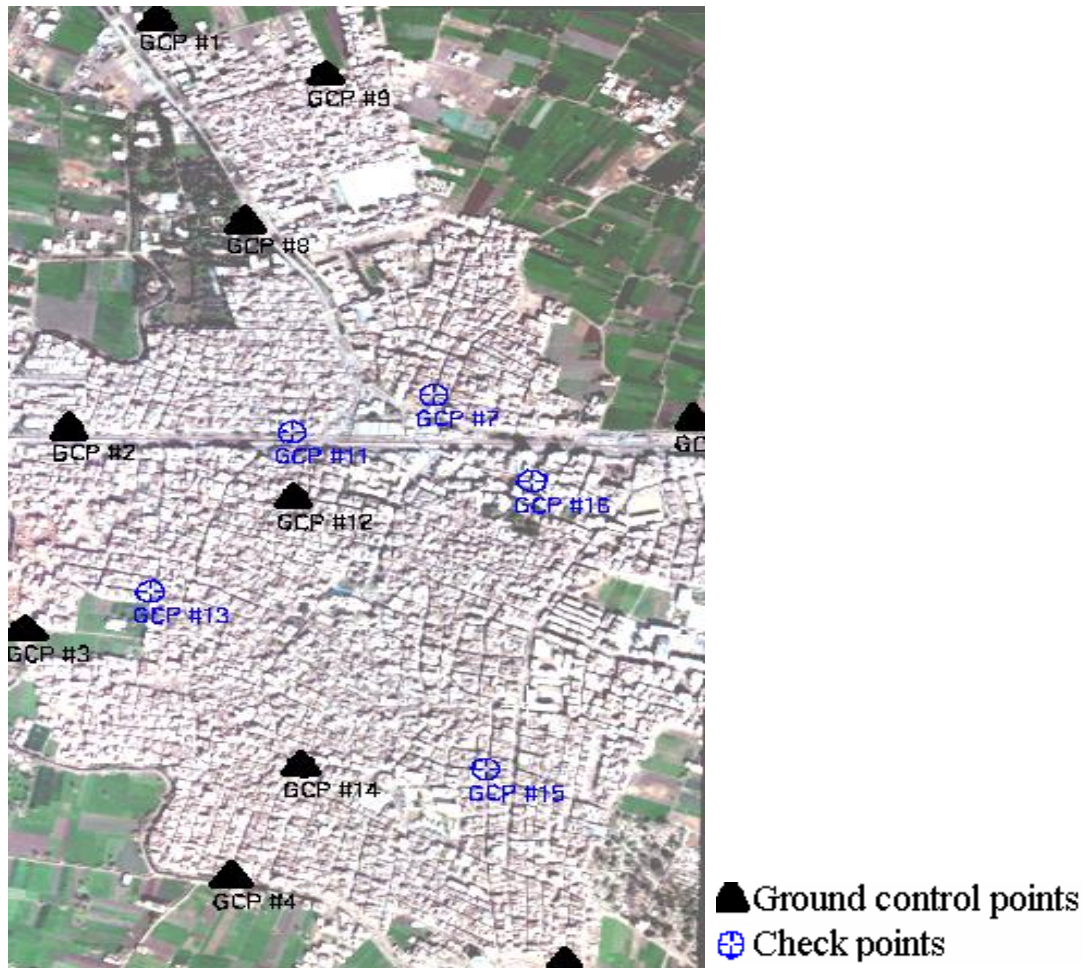 GCP #1
GCP #9
GCP #8
GCP #7
GCP #2
GCP #11
GC
GCP #16
GCP #12
GCP #13
GCP #3
GCP #14
GCP #15
GCP #4
Ground control points
Check points